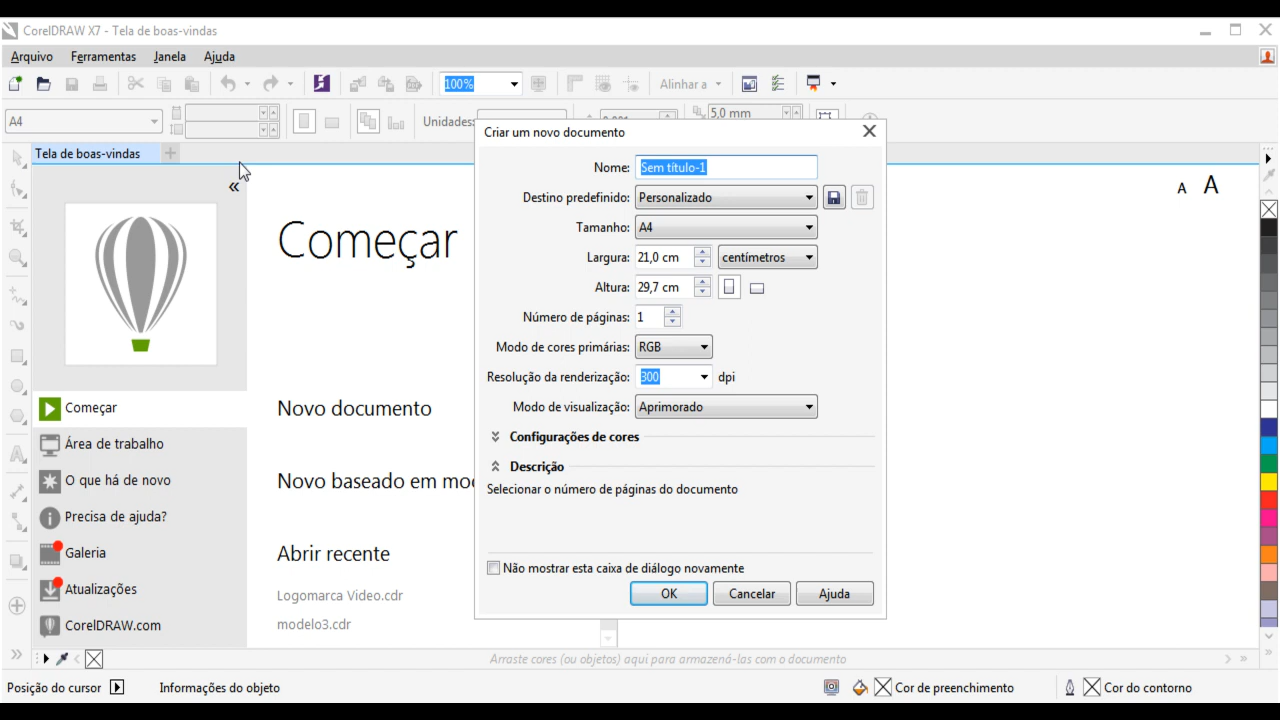 CorelDRAW X7 - Tela de boas-vindas
Arquivo Ferramentas Janela Ajuda
100%
Alinhar a
A4
Unidades:
5,0 mm
Tela de boas-vindas
Criar um novo documento
Nome: Sem título-1
Destino predefinido: Personalizado
Tamanho: A4
Largura: 21,0 cm centímetros
Altura: 29,7 cm
Número de páginas: 1
Modo de cores primárias: RGB
Resolução da renderização: 300 dpi
Modo de visualização: Aprimorado
Configurações de cores
Descrição
Selecionar o número de páginas do documento
Não mostrar esta caixa de diálogo novamente
OK Cancelar Ajuda
A A
Começar
Novo documento
Novo baseado em
Abrir recente
Logomarca Video.cdr
modelo3.cdr
Começar
Área de trabalho
O que há de novo
Precisa de ajuda?
Galeria
Atualizações
CorelDRAW.com
Arraste cores (ou objetos) aqui para armazená-las com o documento
Posição do cursor Informações do objeto Cor de preenchimento Cor do contorno